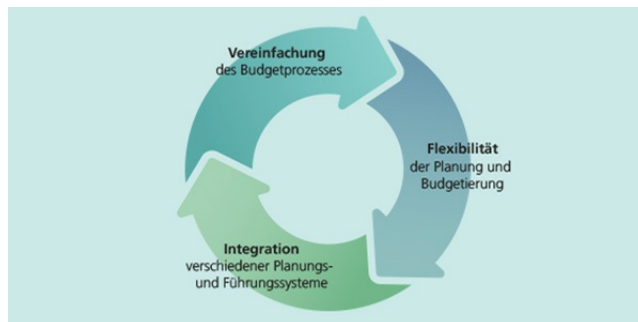 Vereinfachung
des Budgetprozesses
Flexibilität
der Planung und
Budgetierung
Integration
verschiedener Planungs-
und Führungssysteme